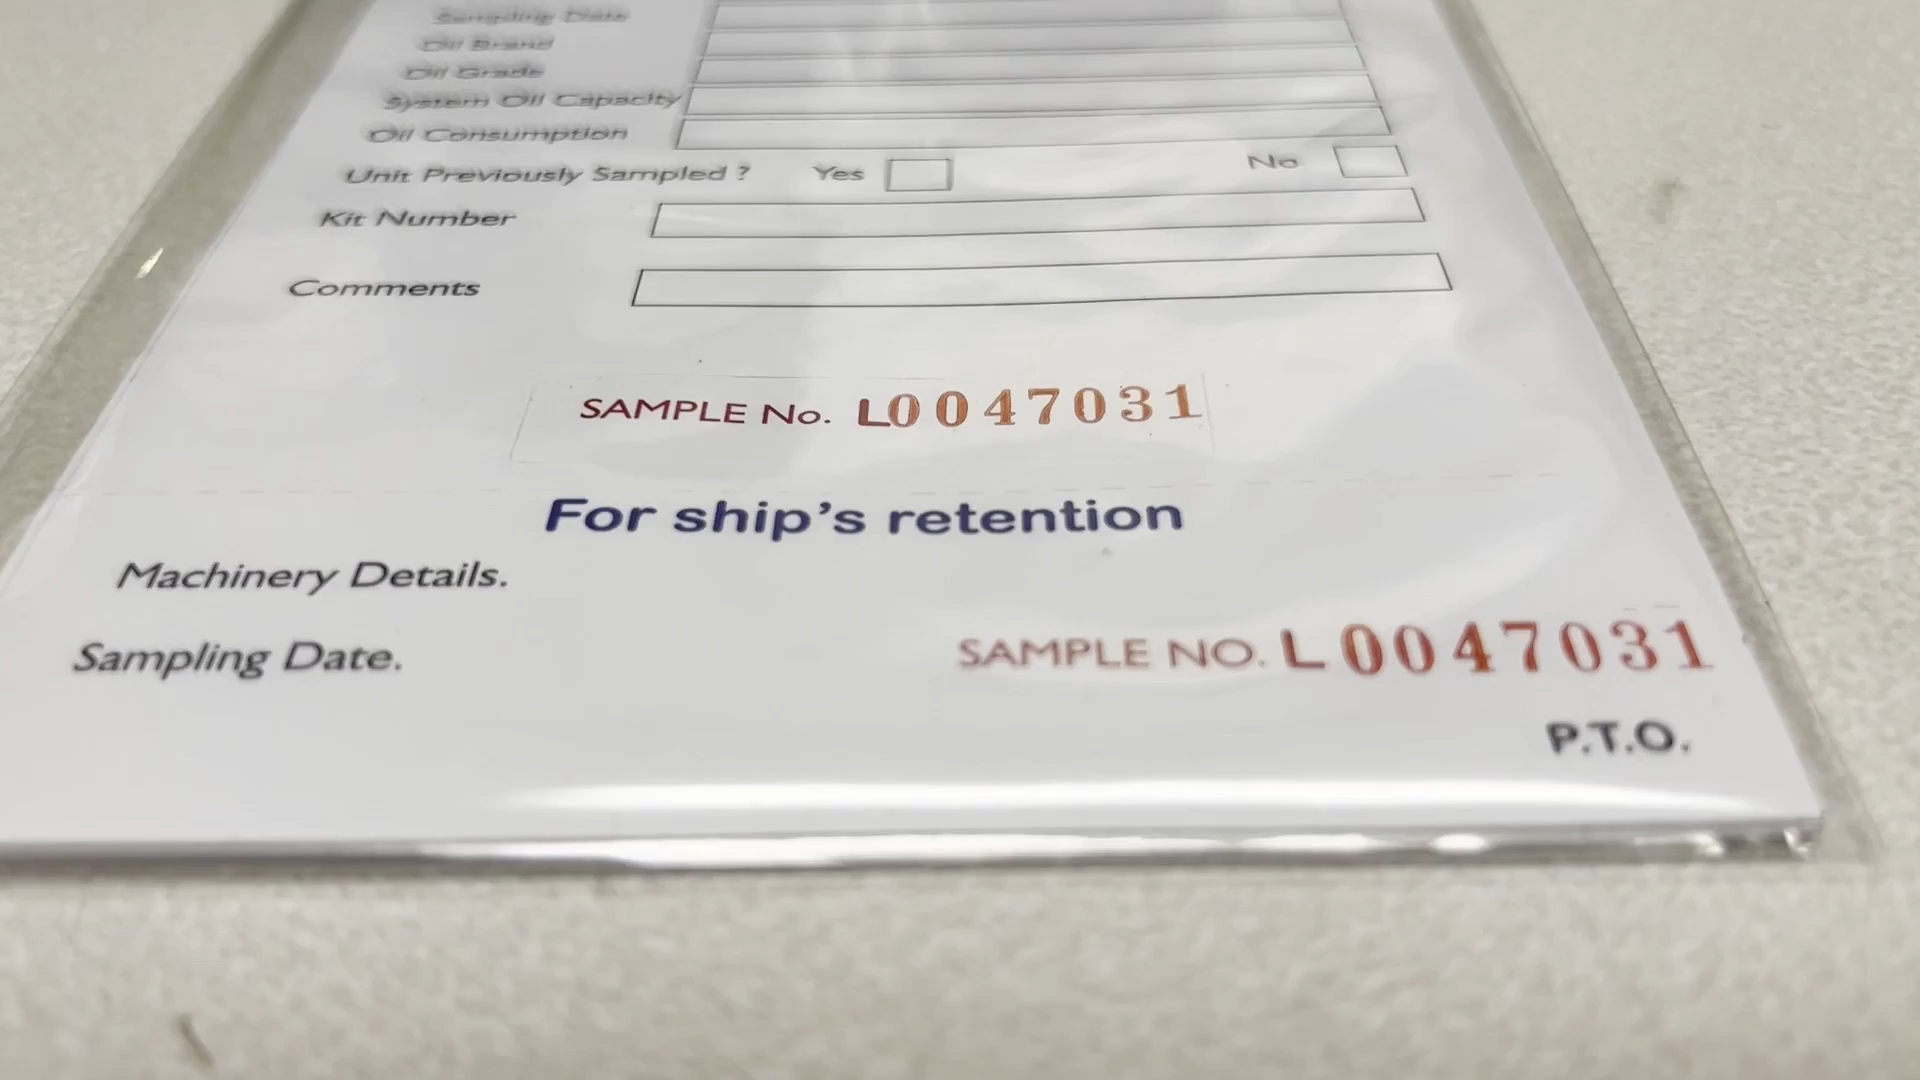 Sampling Date
Oil Brand
Oil Grade
System Oil Capacity
Oil Consumption
Unit Previously Sampled ? Yes No
Kit Number
Comments
SAMPLE No. L0047031
For ship's retention
Machinery Details.
Sampling Date.
SAMPLE NO. L0047031
P.T.O.